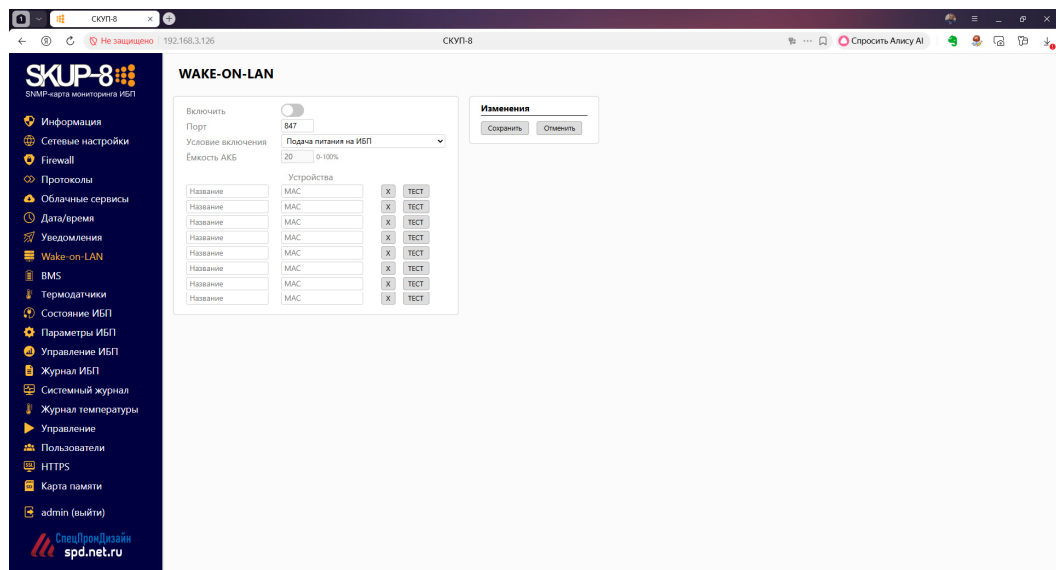 1
СКУП-8
Не защищено
192.168.3.126
СКУП-8
Спросить Алису AI
SKUP-8
SNMP-карта мониторинга ИБП
Информация
Сетевые настройки
Firewall
Протоколы
Облачные сервисы
Дата/время
Уведомления
Wake-on-LAN
BMS
Термодатчики
Состояние ИБП
Параметры ИБП
Управление ИБП
Журнал ИБП
Системный журнал
Журнал температуры
Управление
Пользователи
HTTPS
Карта памяти
admin (выйти)
СпецПромДизайн
spd.net.ru
WAKE-ON-LAN
Включить
Порт 847
Условие включения Подача питания на ИБП
Ёмкость АКБ 20 0-100%
Устройства
Название MAC X ТЕСТ
Название MAC X ТЕСТ
Название MAC X ТЕСТ
Название MAC X ТЕСТ
Название MAC X ТЕСТ
Название MAC X ТЕСТ
Название MAC X ТЕСТ
Название MAC X ТЕСТ
Изменения
Сохранить Отменить